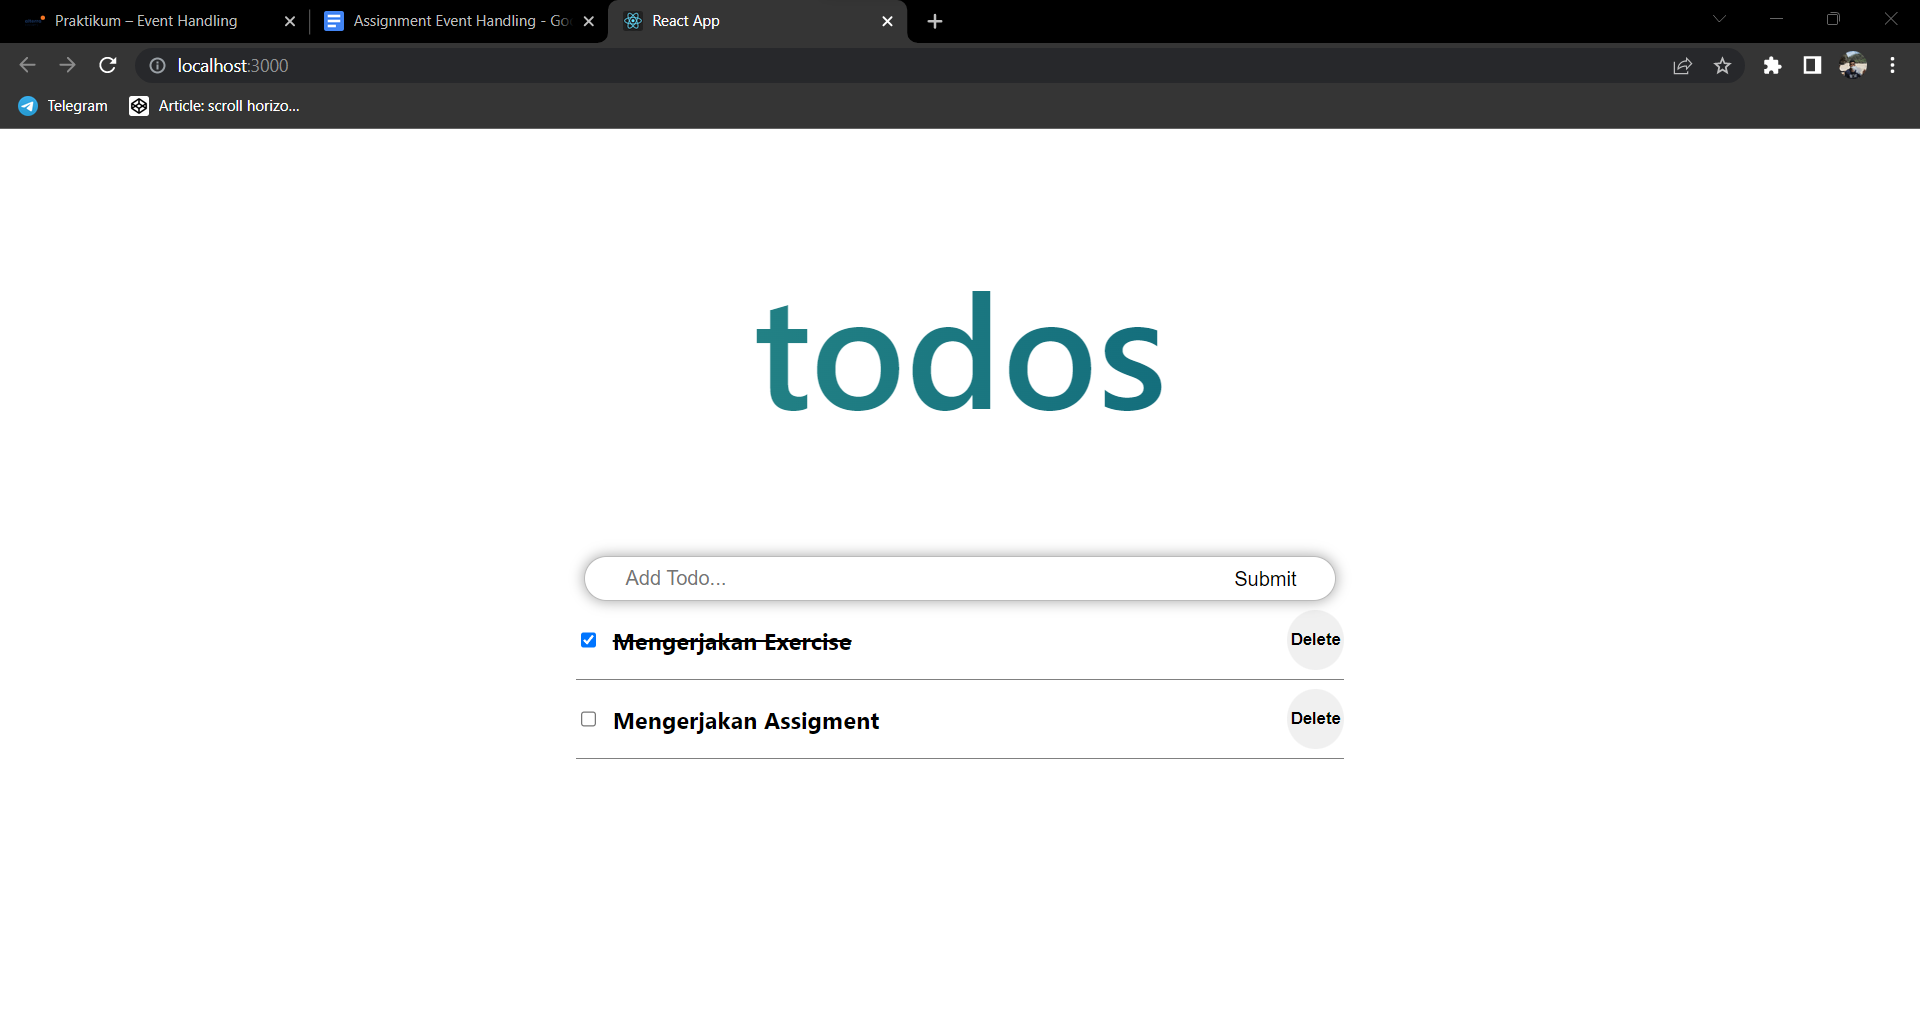 Praktikum – Event Handling
Assignment Event Handling - Go
React App
localhost:3000
Telegram
Article: scroll horizo...
todos
Add Todo...
Submit
Mengerjakan Exercise
Delete
Mengerjakan Assigment
Delete